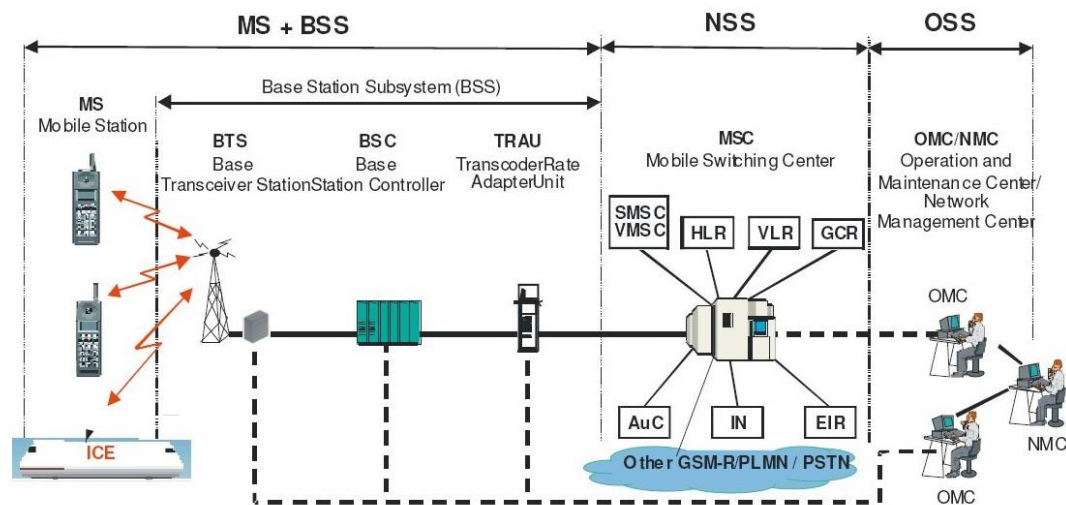 MS + BSS
NSS
OSS
Base Station Subsystem (BSS)
MS
Mobile Station
BTS
Base
Transceiver Station
BSC
Base
Station Controller
TRAU
TranscoderRate
AdapterUnit
MSC
Mobile Switching Center
OMC/NMC
Operation and
Maintenance Center/
Network
Management Center
SMSC
VMSC
HLR
VLR
GCR
OMC
AuC
IN
EIR
NMC
ICE
Other GSM-R/PLMN / PSTN
OMC